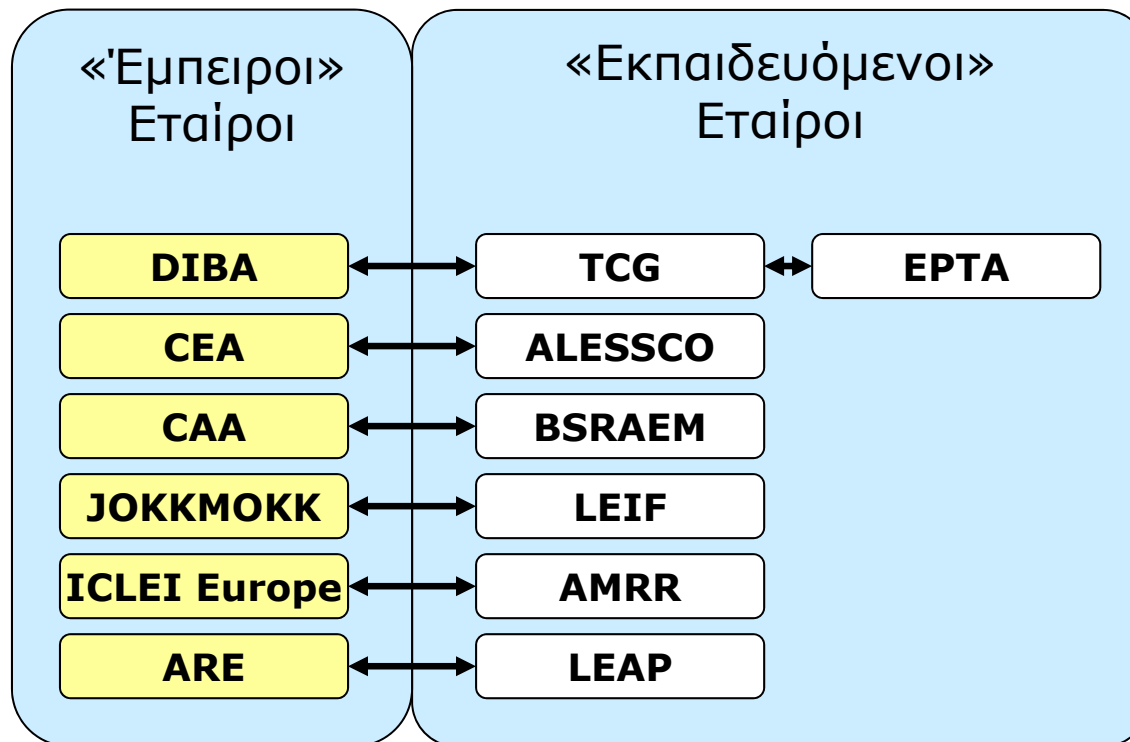 «Έμπειροι»
Εταίροι
«Εκπαιδευόμενοι»
Εταίροι
DIBA
TCG
EPTA
CEA
ALESSCO
CAA
BSRAEM
JOKKMOKK
LEIF
ICLEI Europe
AMRR
ARE
LEAP